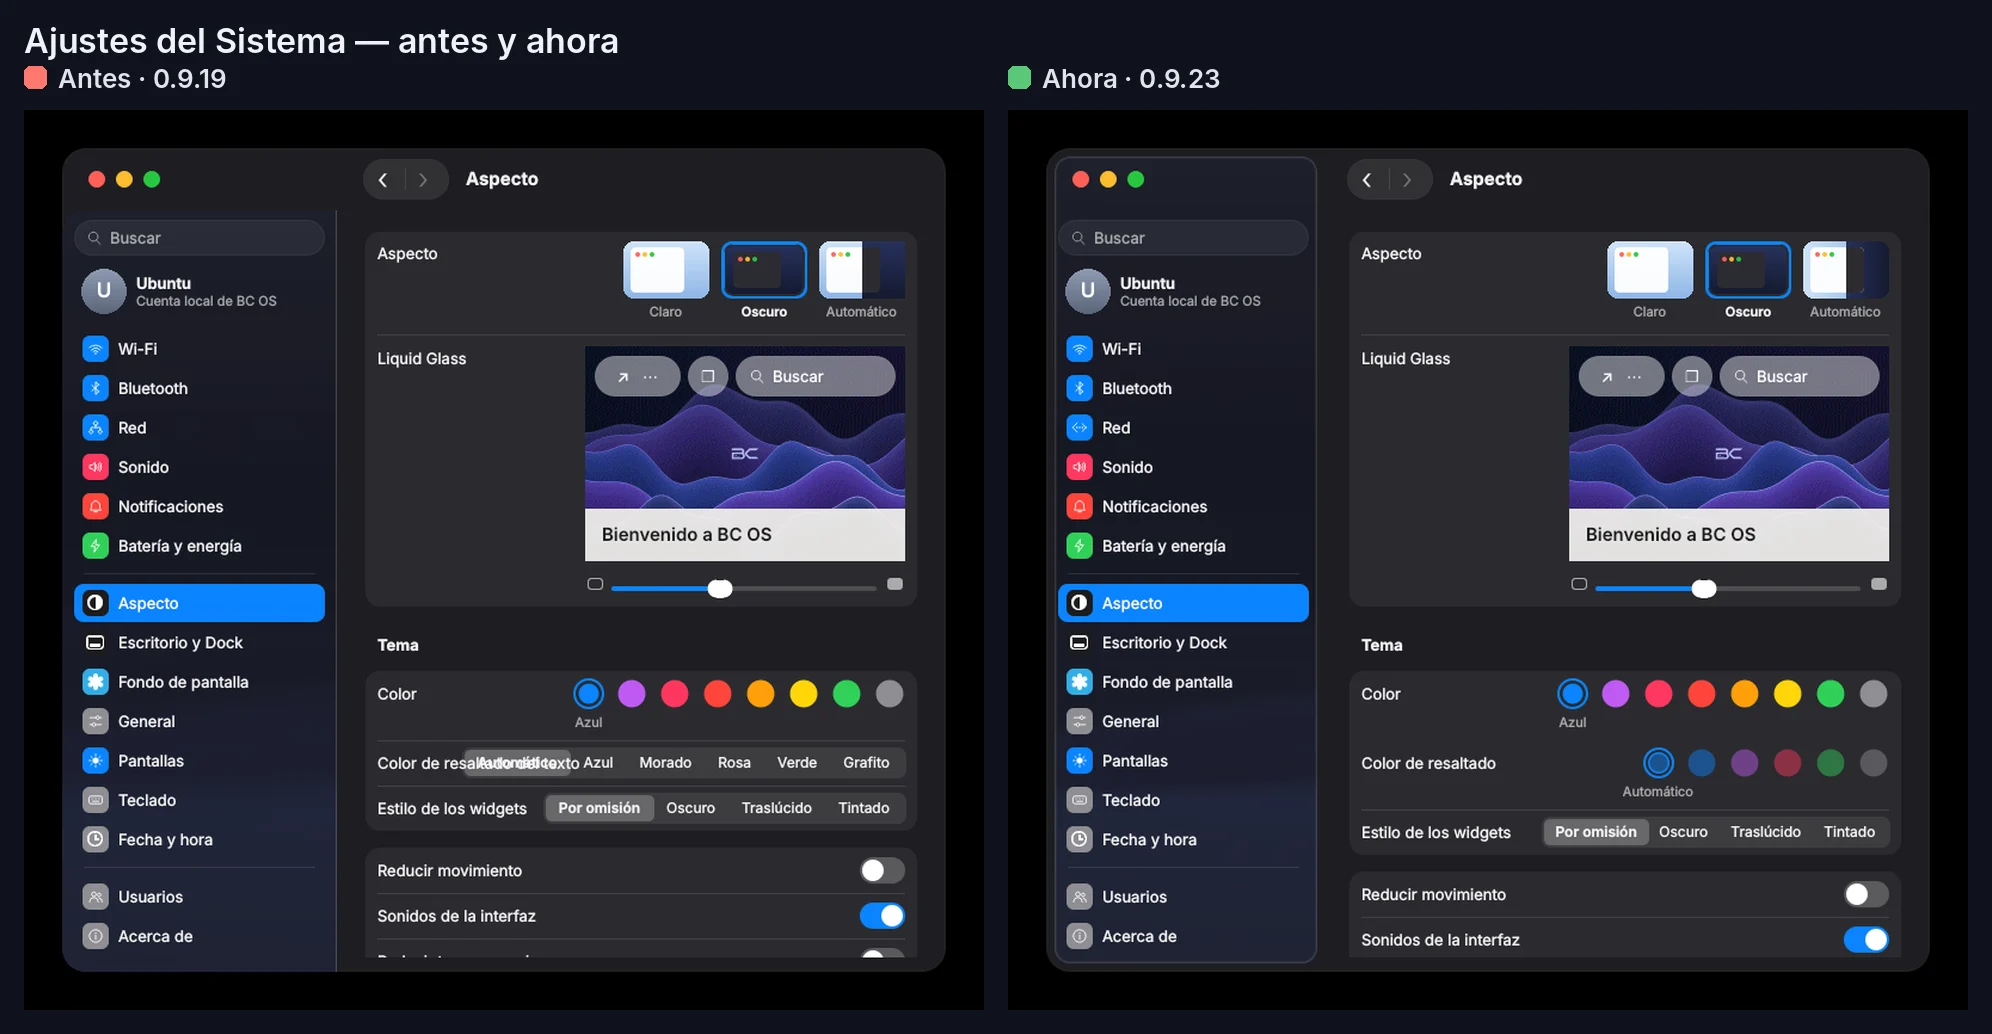 Ajustes del Sistema — antes y ahora
Antes · 0.9.19
Aspecto
Buscar
U
Ubuntu
Cuenta local de BC OS
Wi-Fi
Bluetooth
Red
Sonido
Notificaciones
Batería y energía
Aspecto
Escritorio y Dock
Fondo de pantalla
General
Pantallas
Teclado
Fecha y hora
Usuarios
Acerca de
Aspecto
Claro
Oscuro
Automático
Liquid Glass
Buscar
BC
Bienvenido a BC OS
Tema
Color
Azul
Color de resaltado del texto
Azul Morado Rosa Verde Grafito
Estilo de los widgets
Por omisión Oscuro Traslúcido Tintado
Reducir movimiento
Sonidos de la interfaz
Ahora · 0.9.23
Aspecto
Buscar
U
Ubuntu
Cuenta local de BC OS
Wi-Fi
Bluetooth
Red
Sonido
Notificaciones
Batería y energía
Aspecto
Escritorio y Dock
Fondo de pantalla
General
Pantallas
Teclado
Fecha y hora
Usuarios
Acerca de
Aspecto
Claro
Oscuro
Automático
Liquid Glass
Buscar
BC
Bienvenido a BC OS
Tema
Color
Azul
Color de resaltado
Automático
Estilo de los widgets
Por omisión Oscuro Traslúcido Tintado
Reducir movimiento
Sonidos de la interfaz